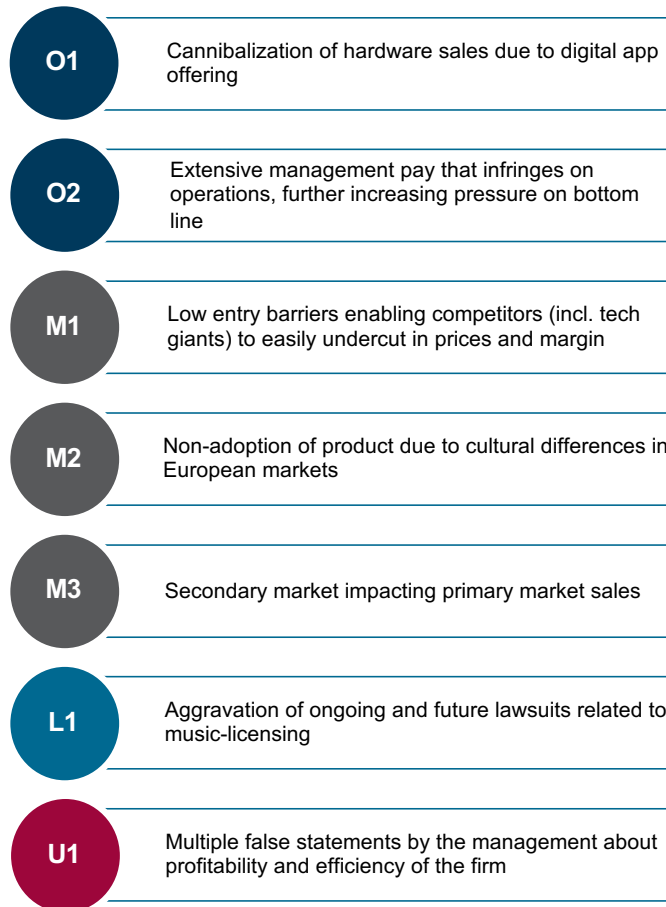 O1
Cannibalization of hardware sales due to digital app
offering
O2
Extensive management pay that infringes on
operations, further increasing pressure on bottom
line
M1
Low entry barriers enabling competitors (incl. tech
giants) to easily undercut in prices and margin
M2
Non-adoption of product due to cultural differences in
European markets
M3
Secondary market impacting primary market sales
L1
Aggravation of ongoing and future lawsuits related to
music-licensing
U1
Multiple false statements by the management about
profitability and efficiency of the firm